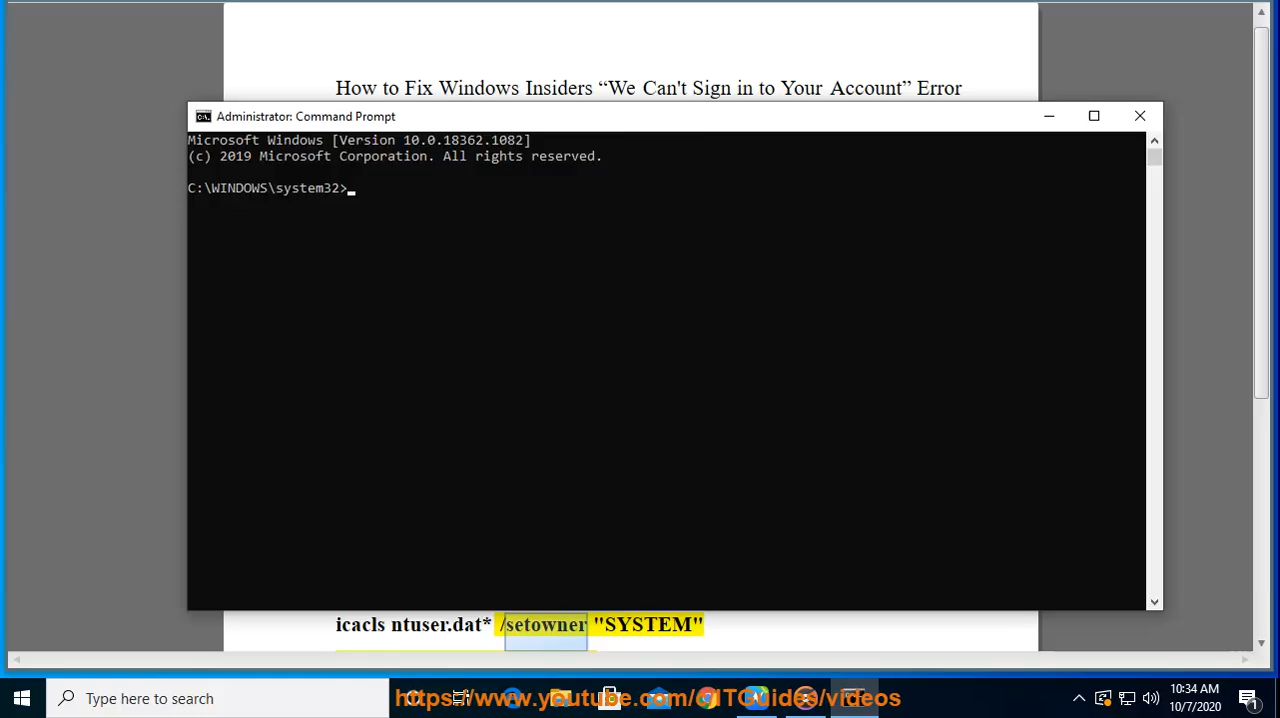 How to Fix Windows Insiders “We Can't Sign in to Your Account” Error
Administrator: Command Prompt
Microsoft Windows [Version 10.0.18362.1082]
(c) 2019 Microsoft Corporation. All rights reserved.
C:\WINDOWS\system32>
icacls ntuser.dat* /setowner "SYSTEM"
Type here to search
https://www.youtube.com/@ITGuides/videos
10:34 AM
10/7/2020
1